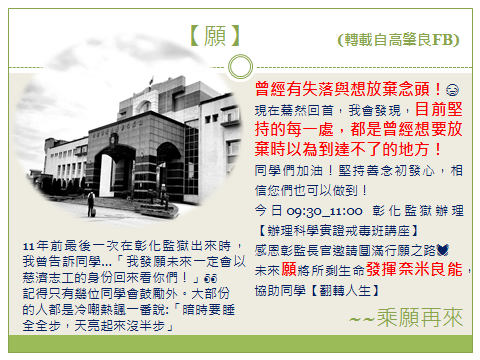 【願】
(轉載自高肇良FB)
曾經有失落與想放棄念頭！😪
現在驀然回首，我會發現，目前堅
持的每一處，都是曾經想要放
棄時以為到達不了的地方！
同學們加油！堅持善念初發心，相
信您們也可以做到！
今日09:30_11:00 彰化監獄辦理
【辦理科學實證戒毒班講座】
感恩彰監長官邀請圓滿行願之路
未來願將所剩生命發揮奈米良能，
協助同學【翻轉人生】
11年前最後一次在彰化監獄出來時，
我曾告訴同學...「我發願未來一定會以
慈濟志工的身份回來看你們！」👀
記得只有幾位同學會鼓勵外。大部份
的人都是冷嘲熱諷一番說:「暗時要睡
全全步，天亮起來沒半步」
~~乘願再來